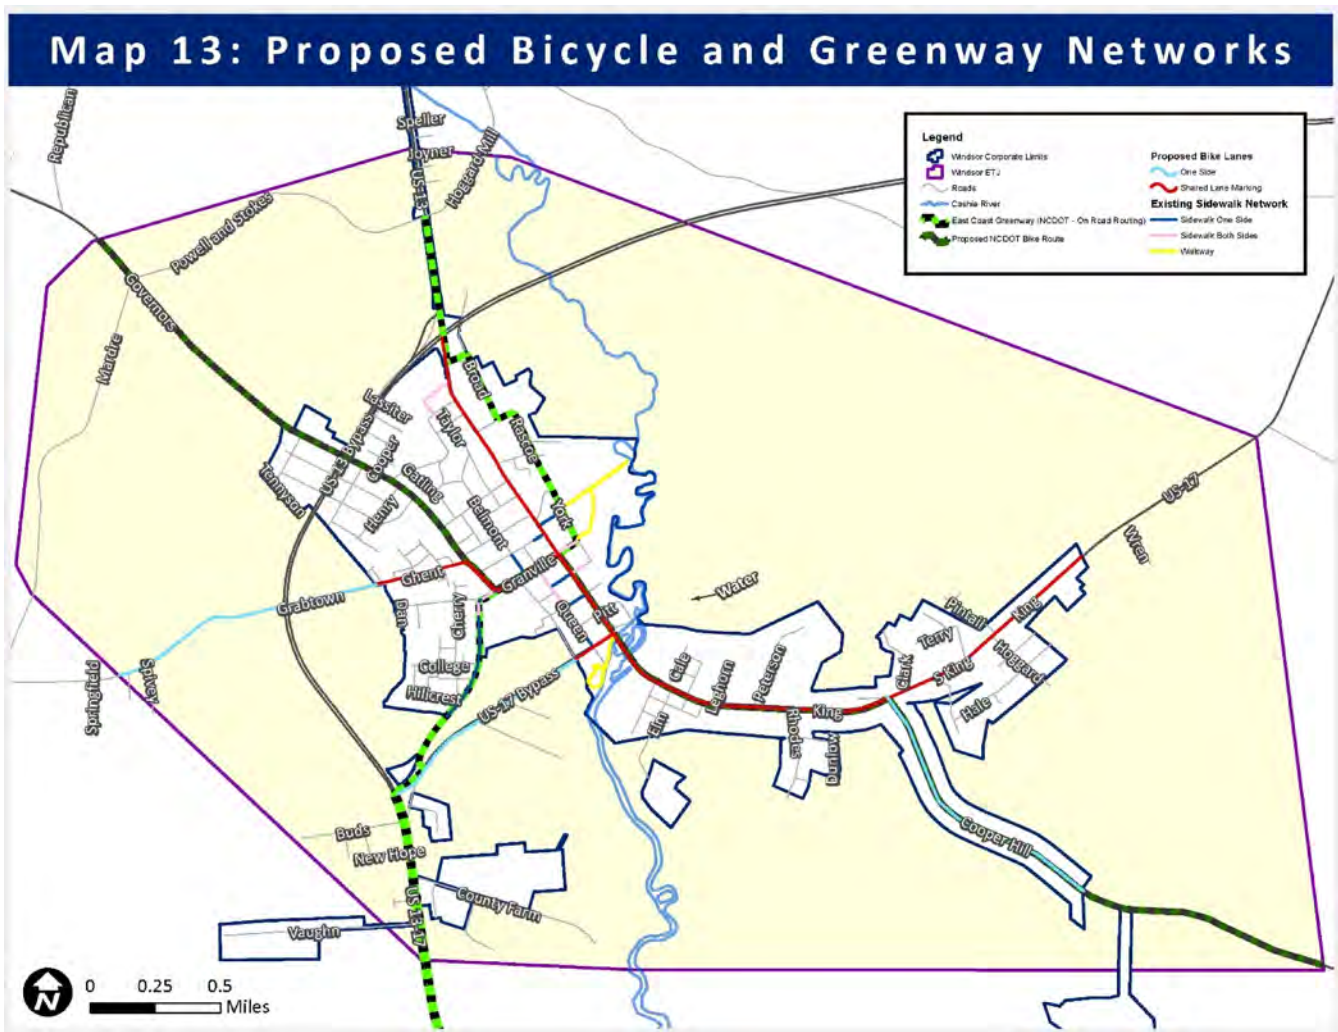 Map 13: Proposed Bicycle and Greenway Networks
Legend
Windsor Corporate Limits
Windsor ETJ
Roads
Cashie River
East Coast Greenway (NCDOT - On Road Routing)
Proposed NCDOT Bike Route
Proposed Bike Lanes
One Side
Shared Lane Marking
Existing Sidewalk Network
Sidewalk One Side
Sidewalk Both Sides
Walkway
Republican
Speller
Joyner
US-13
Hoggard Mill
Powell and Stokes
Governors
Mardre
Broad
Lassiter
Taylor
Rascoe
US-13 Bypass
Cooper
Gatling
Tennyson
Henry
Belmont
York
US-17
Wren
Granville
Ghent
Grabtown
Dan
Cherry
Queen
Pitt
Water
Pintail
King
Terry
Hoggard
Clark
S King
Hale
Springfield
Spivey
College
Hillcrest
US-17 Bypass
Cale
Leghorn
Peterson
Elm
King
Rhodes
Dunlow
Cooper Hill
Buds
New Hope
US 13-17
County Farm
Vaughn
N
0 0.25 0.5
Miles